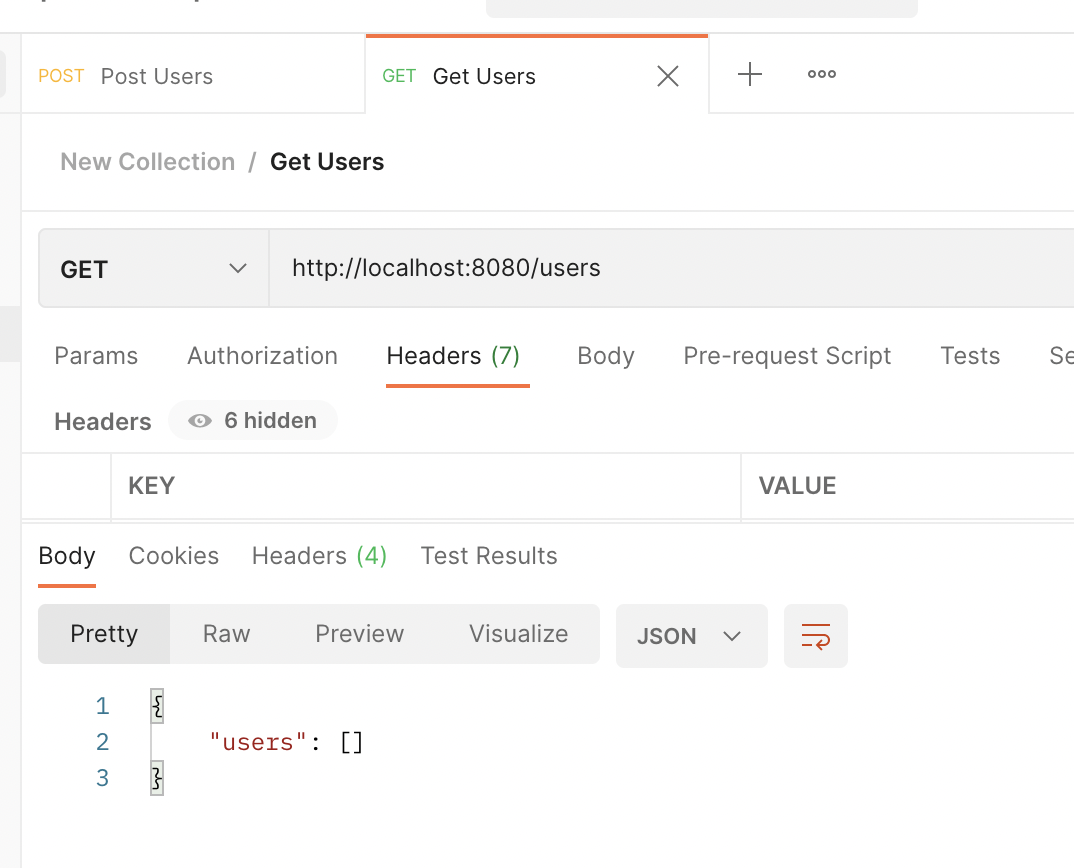 POST Post Users GET Get Users
New Collection / Get Users
GET http://localhost:8080/users
Params Authorization Headers (7) Body Pre-request Script Tests Se
Headers 6 hidden
KEY VALUE
Body Cookies Headers (4) Test Results
Pretty Raw Preview Visualize JSON
1 {
2 "users": []
3 }